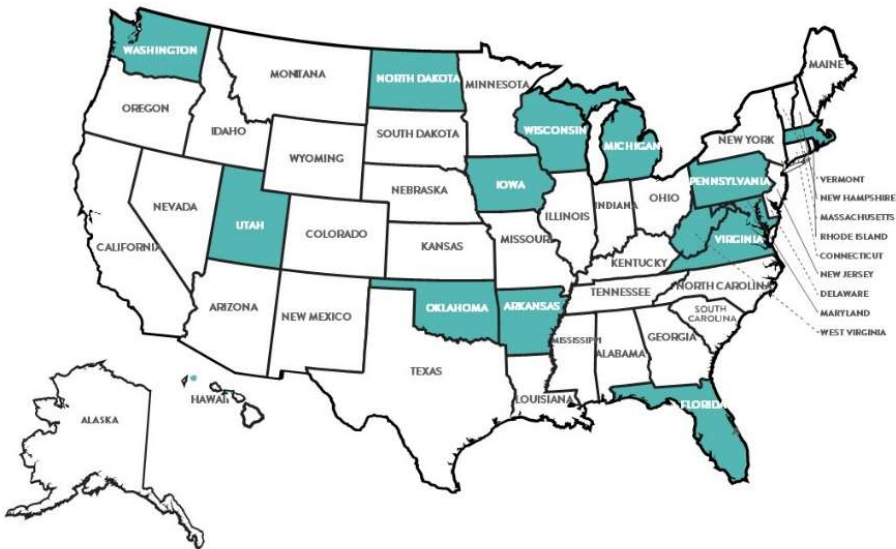 WASHINGTON
MONTANA
NORTH DAKOTA
MINNESOTA
MAINE
OREGON
IDAHO
SOUTH DAKOTA
WISCONSIN
MICHIGAN
NEW YORK
WYOMING
IOWA
PENNSYLVANIA
VERMONT
NEW HAMPSHIRE
MASSACHUSETTS
RHODE ISLAND
CONNECTICUT
NEW JERSEY
DELAWARE
MARYLAND
WEST VIRGINIA
NEBRASKA
NEVADA
UTAH
COLORADO
ILLINOIS
INDIANA
OHIO
VIRGINIA
CALIFORNIA
KANSAS
MISSOURI
KENTUCKY
NORTH CAROLINA
TENNESSEE
ARIZONA
NEW MEXICO
OKLAHOMA
ARKANSAS
SOUTH
CAROLINA
MISSISSIPPI
ALABAMA
GEORGIA
TEXAS
LOUISIANA
FLORIDA
HAWAII
ALASKA